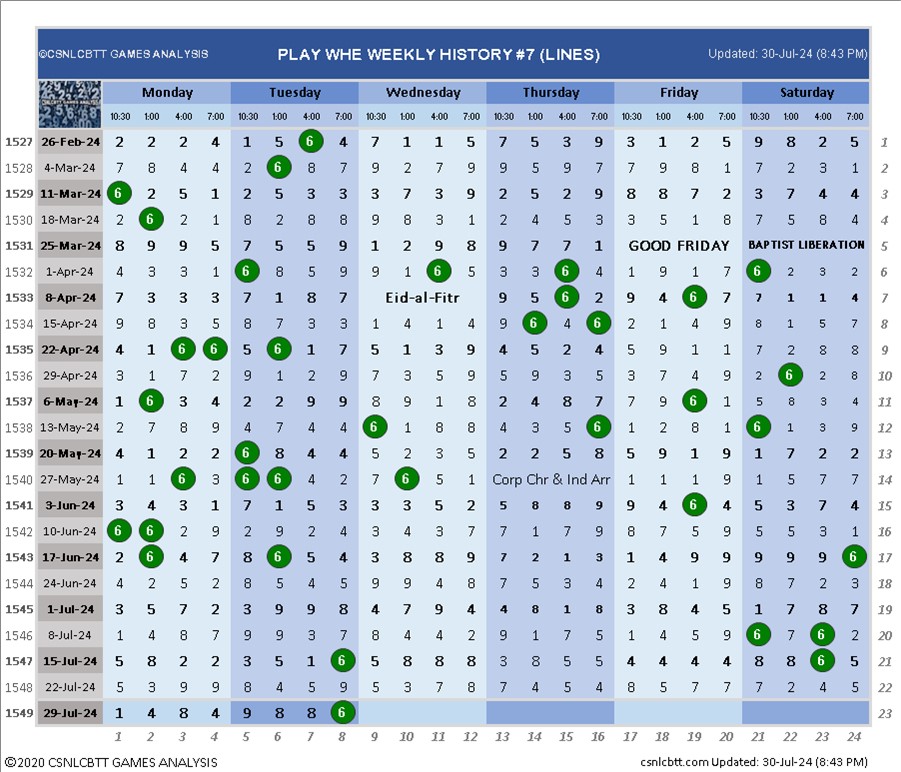 ©CSNLCBTT GAMES ANALYSIS PLAY WHE WEEKLY HISTORY #7 (LINES) Updated: 30-Jul-24 (8:43 PM)
CSNLCBTT GAMES ANALYSIS Monday Tuesday Wednesday Thursday Friday Saturday
10:30 1:00 4:00 7:00 10:30 1:00 4:00 7:00 10:30 1:00 4:00 7:00 10:30 1:00 4:00 7:00 10:30 1:00 4:00 7:00 10:30 1:00 4:00 7:00
1527 26-Feb-24 2 2 2 4 1 5 6 4 7 1 1 5 7 5 3 9 3 1 2 5 9 8 2 5 1
1528 4-Mar-24 7 8 4 4 2 6 8 7 9 2 7 9 9 5 9 7 7 9 8 1 7 2 3 1 2
1529 11-Mar-24 6 2 5 1 2 5 3 3 3 7 3 9 2 5 2 9 8 8 7 2 3 7 4 4 3
1530 18-Mar-24 2 6 2 1 8 2 8 8 9 8 3 1 2 4 5 3 3 5 1 8 7 5 8 4 4
1531 25-Mar-24 8 9 9 5 7 5 5 9 1 2 9 8 9 7 7 1 GOOD FRIDAY BAPTIST LIBERATION 5
1532 1-Apr-24 4 3 3 1 6 8 5 9 9 1 6 5 3 3 6 4 1 9 1 7 6 2 3 2 6
1533 8-Apr-24 7 3 3 3 7 1 8 7 Eid-al-Fitr 9 5 6 2 9 4 6 7 7 1 1 4 7
1534 15-Apr-24 9 8 3 5 8 7 3 3 1 4 1 4 9 6 4 6 2 1 4 9 8 1 5 7 8
1535 22-Apr-24 4 1 6 6 5 6 1 7 5 1 3 9 4 5 2 4 5 9 1 1 7 2 8 8 9
1536 29-Apr-24 3 1 7 2 9 1 2 9 7 3 5 9 5 9 3 5 3 7 4 9 2 6 2 8 10
1537 6-May-24 1 6 3 4 2 2 9 9 8 9 1 8 2 4 8 7 7 9 6 1 5 8 3 4 11
1538 13-May-24 2 7 8 9 4 7 4 4 6 1 8 8 4 3 5 6 9 4 9 8 6 1 3 9 12
1539 20-May-24 4 1 2 2 6 8 4 4 5 2 3 5 2 2 5 8 5 9 1 9 1 7 2 2 13
1540 27-May-24 1 1 6 3 6 6 4 2 7 6 5 1 Corp Chr & Ind Arr 1 1 1 9 1 5 7 7 14
1541 3-Jun-24 3 4 3 1 7 1 5 3 3 3 5 2 5 8 8 9 9 4 6 4 5 3 7 4 15
1542 10-Jun-24 6 6 2 9 2 9 2 4 3 4 3 7 7 1 7 9 8 7 5 9 5 5 3 1 16
1543 17-Jun-24 2 6 4 7 8 6 5 4 3 8 8 9 7 2 1 3 1 4 9 9 9 9 9 6 17
1544 24-Jun-24 4 2 5 2 8 5 4 5 9 9 4 8 7 5 3 4 2 4 1 9 8 7 2 3 18
1545 1-Jul-24 3 5 7 2 3 9 9 8 4 7 9 4 4 8 1 8 3 8 4 5 1 7 8 7 19
1546 8-Jul-24 1 4 8 7 9 9 3 7 8 4 4 2 9 1 7 5 1 4 5 9 6 7 6 2 20
1547 15-Jul-24 5 8 2 2 3 5 1 6 5 8 8 8 3 8 5 5 4 4 4 4 8 8 6 5 21
1548 22-Jul-24 5 3 9 9 8 4 5 9 5 3 7 8 7 4 5 4 8 5 7 7 7 2 4 5 22
1549 29-Jul-24 1 4 8 4 9 8 8 6 23
1 2 3 4 5 6 7 8 9 10 11 12 13 14 15 16 17 18 19 20 21 22 23 24
©2020 CSNLCBTT GAMES ANALYSIS csnlcbtt.com Updated: 30-Jul-24 (8:43 PM)